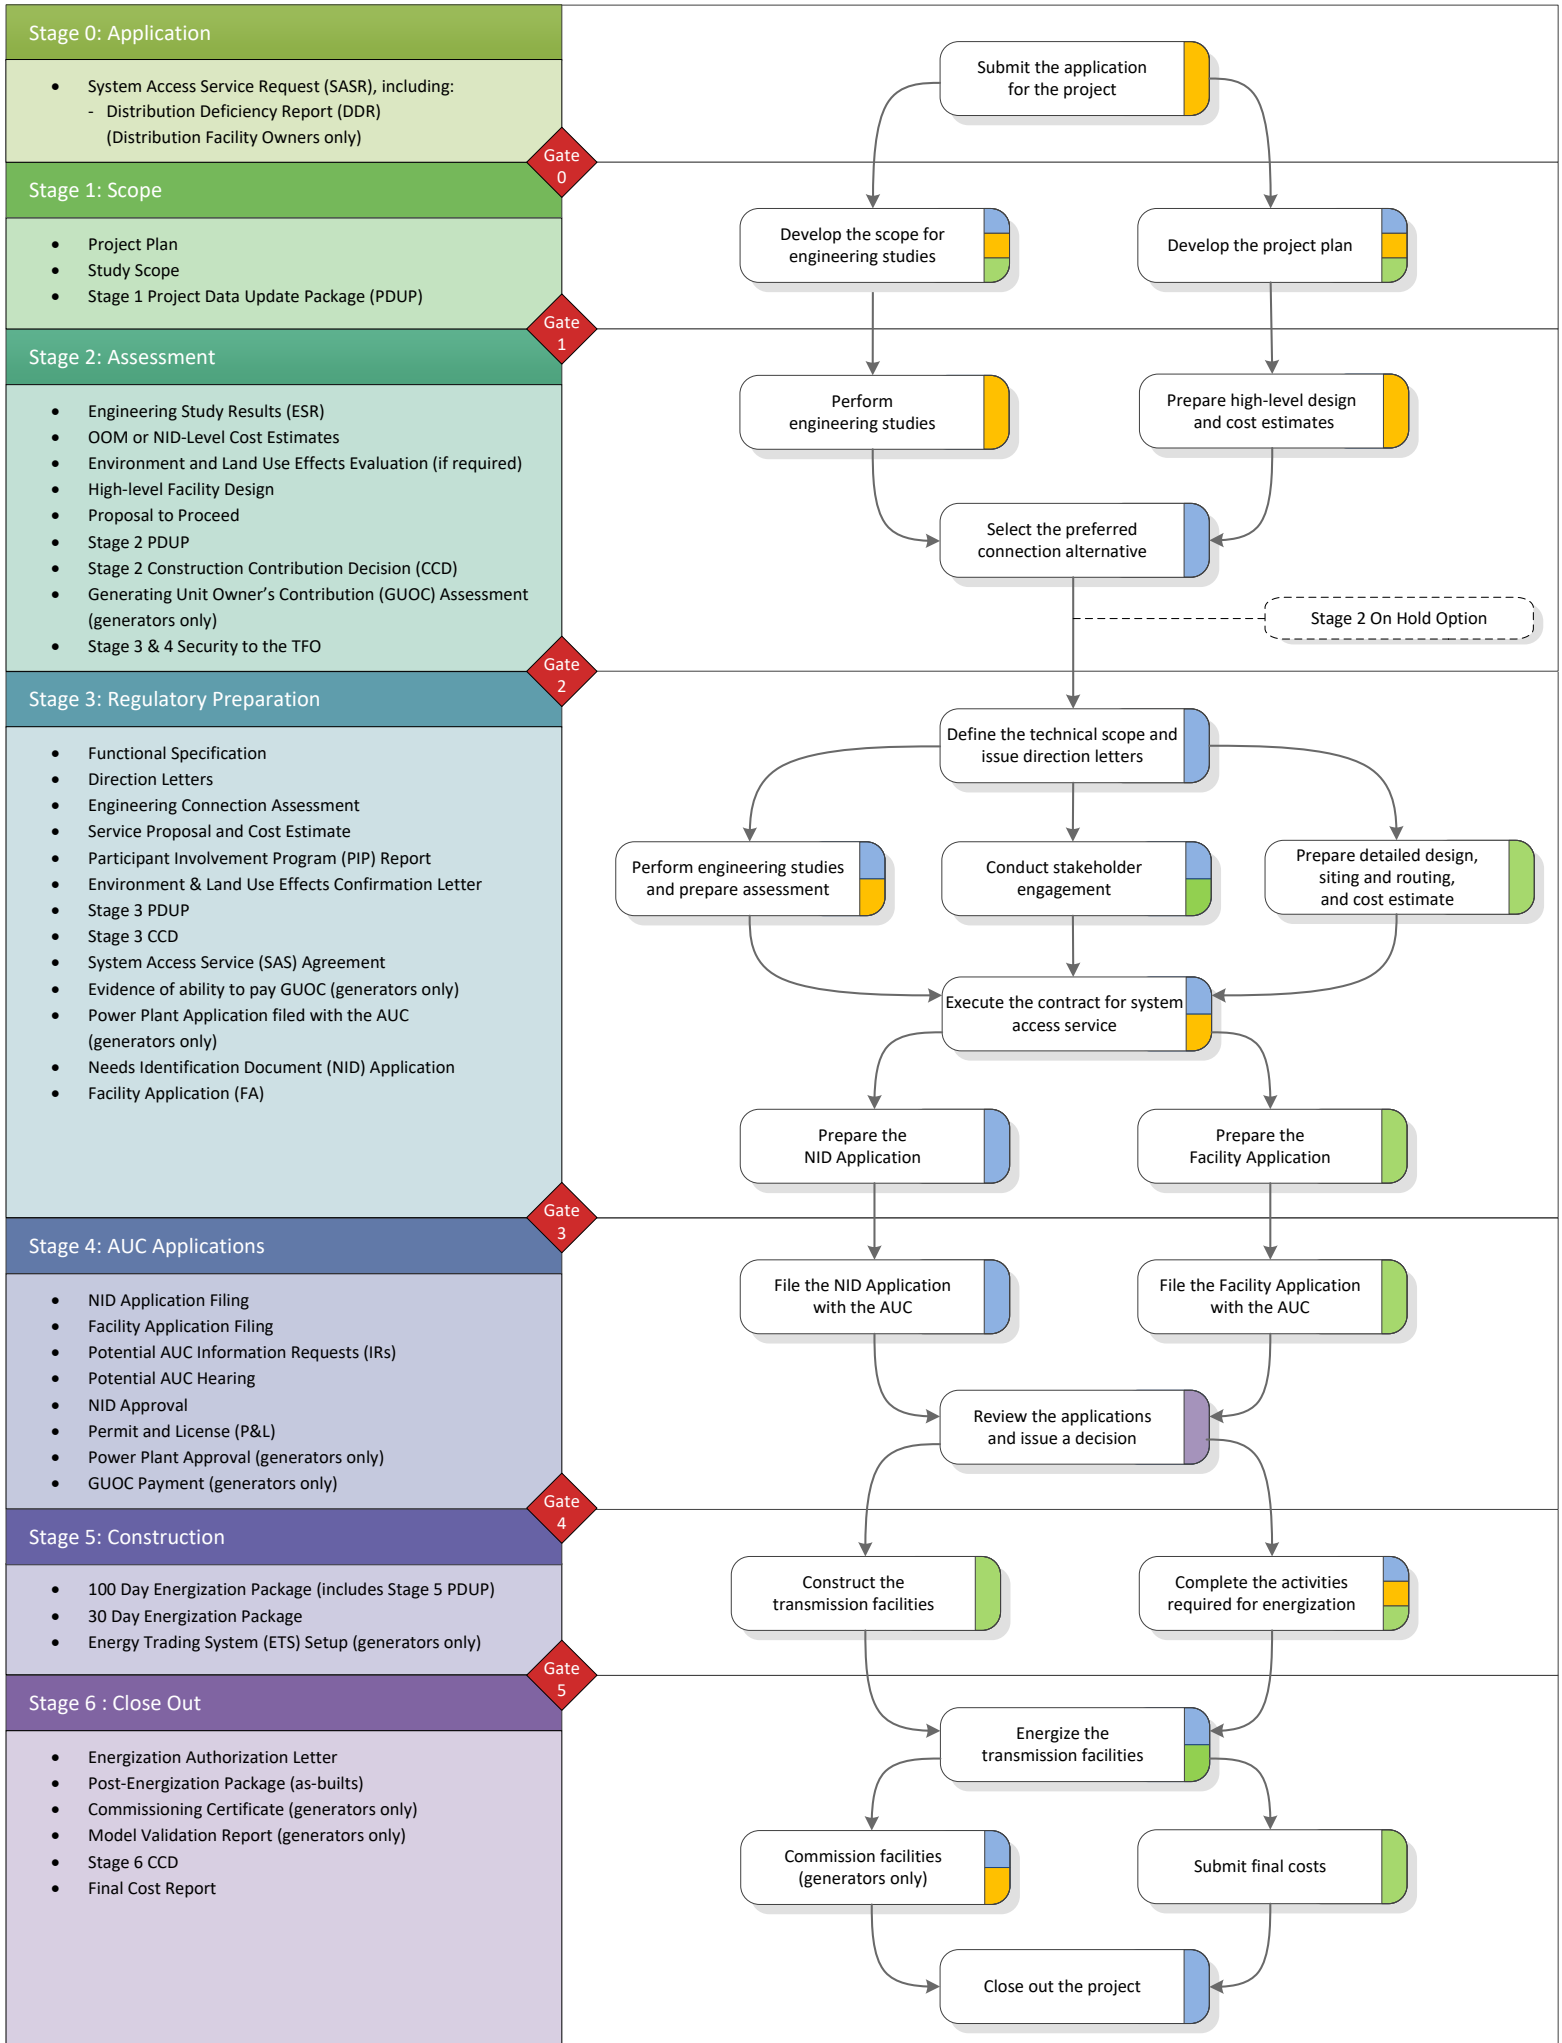 Stage 0: Application
• System Access Service Request (SASR), including:
- Distribution Deficiency Report (DDR)
(Distribution Facility Owners only)
Submit the application
for the project
Gate
0
Stage 1: Scope
• Project Plan
• Study Scope
• Stage 1 Project Data Update Package (PDUP)
Develop the scope for
engineering studies
Develop the project plan
Gate
1
Stage 2: Assessment
• Engineering Study Results (ESR)
• OOM or NID-Level Cost Estimates
• Environment and Land Use Effects Evaluation (if required)
• High-level Facility Design
• Proposal to Proceed
• Stage 2 PDUP
• Stage 2 Construction Contribution Decision (CCD)
• Generating Unit Owner's Contribution (GUOC) Assessment
(generators only)
• Stage 3 & 4 Security to the TFO
Perform
engineering studies
Prepare high-level design
and cost estimates
Select the preferred
connection alternative
Stage 2 On Hold Option
Gate
2
Stage 3: Regulatory Preparation
• Functional Specification
• Direction Letters
• Engineering Connection Assessment
• Service Proposal and Cost Estimate
• Participant Involvement Program (PIP) Report
• Environment & Land Use Effects Confirmation Letter
• Stage 3 PDUP
• Stage 3 CCD
• System Access Service (SAS) Agreement
• Evidence of ability to pay GUOC (generators only)
• Power Plant Application filed with the AUC
(generators only)
• Needs Identification Document (NID) Application
• Facility Application (FA)
Define the technical scope and
issue direction letters
Perform engineering studies
and prepare assessment
Conduct stakeholder
engagement
Prepare detailed design,
siting and routing,
and cost estimate
Execute the contract for system
access service
Prepare the
NID Application
Prepare the
Facility Application
Gate
3
Stage 4: AUC Applications
• NID Application Filing
• Facility Application Filing
• Potential AUC Information Requests (IRs)
• Potential AUC Hearing
• NID Approval
• Permit and License (P&L)
• Power Plant Approval (generators only)
• GUOC Payment (generators only)
File the NID Application
with the AUC
File the Facility Application
with the AUC
Review the applications
and issue a decision
Gate
4
Stage 5: Construction
• 100 Day Energization Package (includes Stage 5 PDUP)
• 30 Day Energization Package
• Energy Trading System (ETS) Setup (generators only)
Construct the
transmission facilities
Complete the activities
required for energization
Gate
5
Stage 6 : Close Out
• Energization Authorization Letter
• Post-Energization Package (as-builts)
• Commissioning Certificate (generators only)
• Model Validation Report (generators only)
• Stage 6 CCD
• Final Cost Report
Energize the
transmission facilities
Commission facilities
(generators only)
Submit final costs
Close out the project